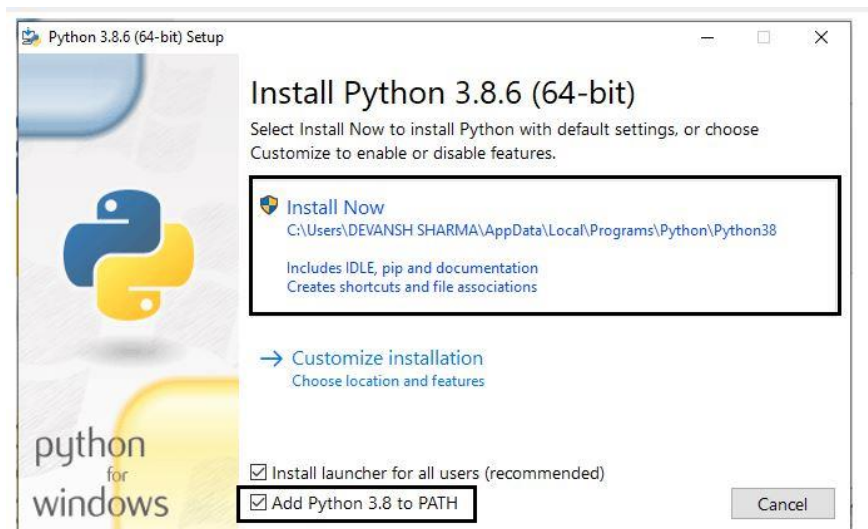 Python 3.8.6 (64-bit) Setup
Install Python 3.8.6 (64-bit)
Select Install Now to install Python with default settings, or choose
Customize to enable or disable features.
Install Now
C:\Users\DEVANSH SHARMA\AppData\Local\Programs\Python\Python38
Includes IDLE, pip and documentation
Creates shortcuts and file associations
Customize installation
Choose location and features
python
for
windows
Install launcher for all users (recommended)
Add Python 3.8 to PATH
Cancel